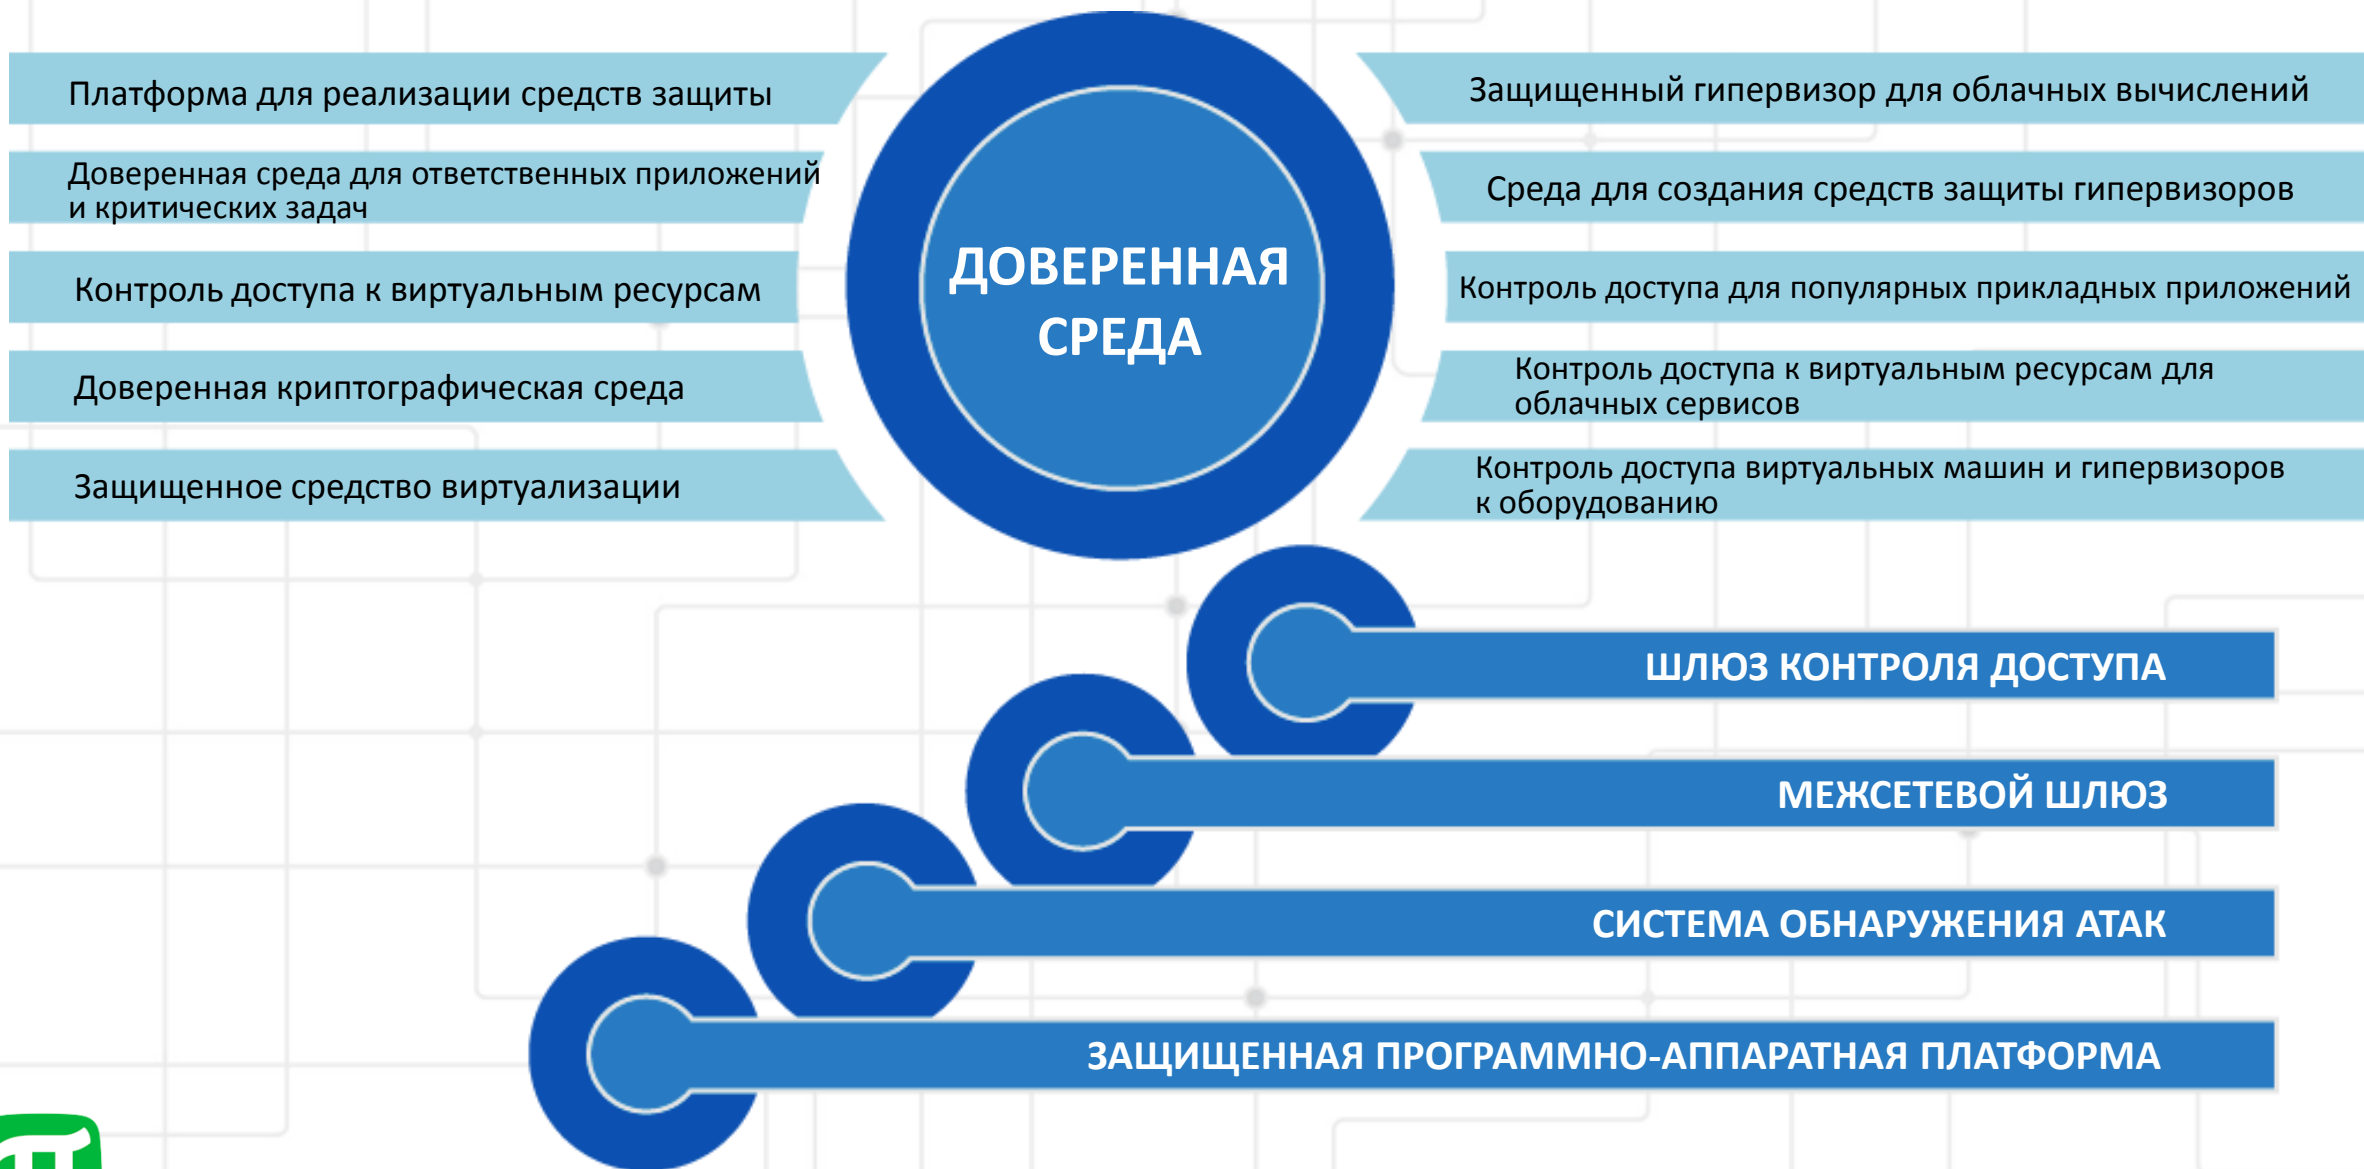 Платформа для реализации средств защиты
Доверенная среда для ответственных приложений
и критических задач
Контроль доступа к виртуальным ресурсам
Доверенная криптографическая среда
Защищенное средство виртуализации
ДОВЕРЕННАЯ
СРЕДА
Защищенный гипервизор для облачных вычислений
Среда для создания средств защиты гипервизоров
Контроль доступа для популярных прикладных приложений
Контроль доступа к виртуальным ресурсам для
облачных сервисов
Контроль доступа виртуальных машин и гипервизоров
к оборудованию
ШЛЮЗ КОНТРОЛЯ ДОСТУПА
МЕЖСЕТЕВОЙ ШЛЮЗ
СИСТЕМА ОБНАРУЖЕНИЯ АТАК
ЗАЩИЩЕННАЯ ПРОГРАММНО-АППАРАТНАЯ ПЛАТФОРМА